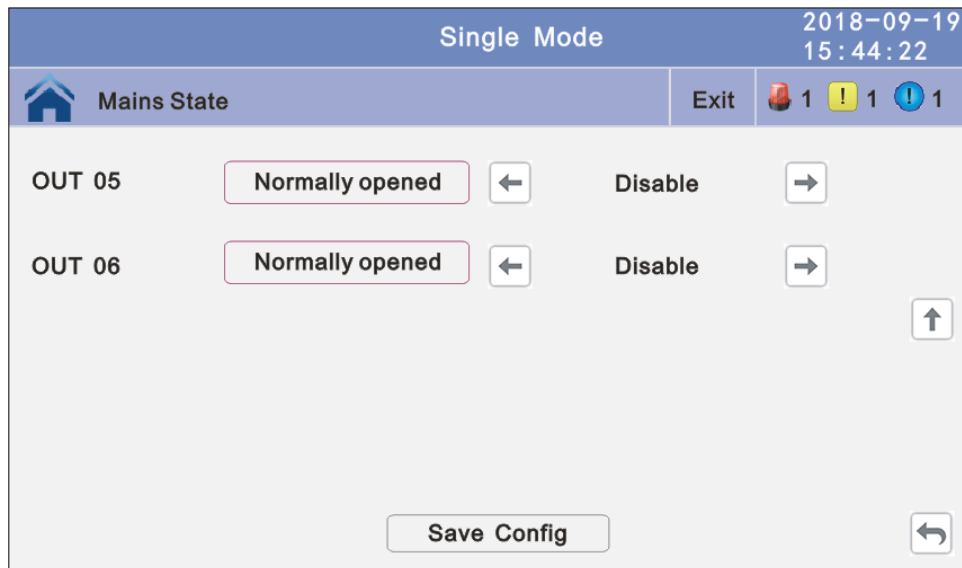 Single Mode
2018-09-19
15:44:22
Mains State
Exit
1
! 1
! 1
OUT 05
Normally opened
Disable
OUT 06
Normally opened
Disable
Save Config